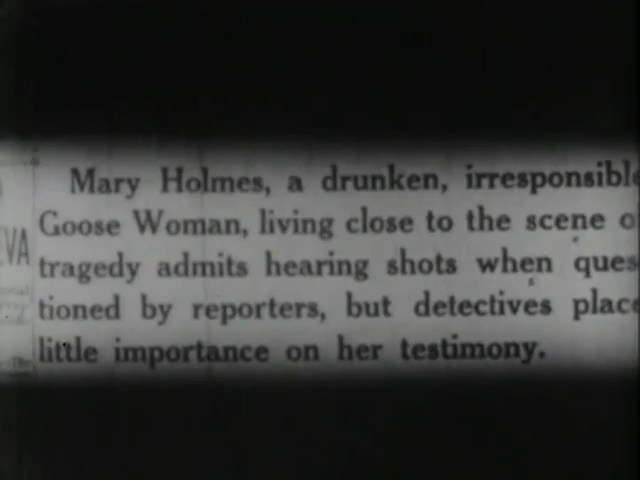 Mary Holmes, a drunken, irresponsible
Goose Woman, living close to the scene o
tragedy admits hearing shots when ques
tioned by reporters, but detectives place
little importance on her testimony.
EVA